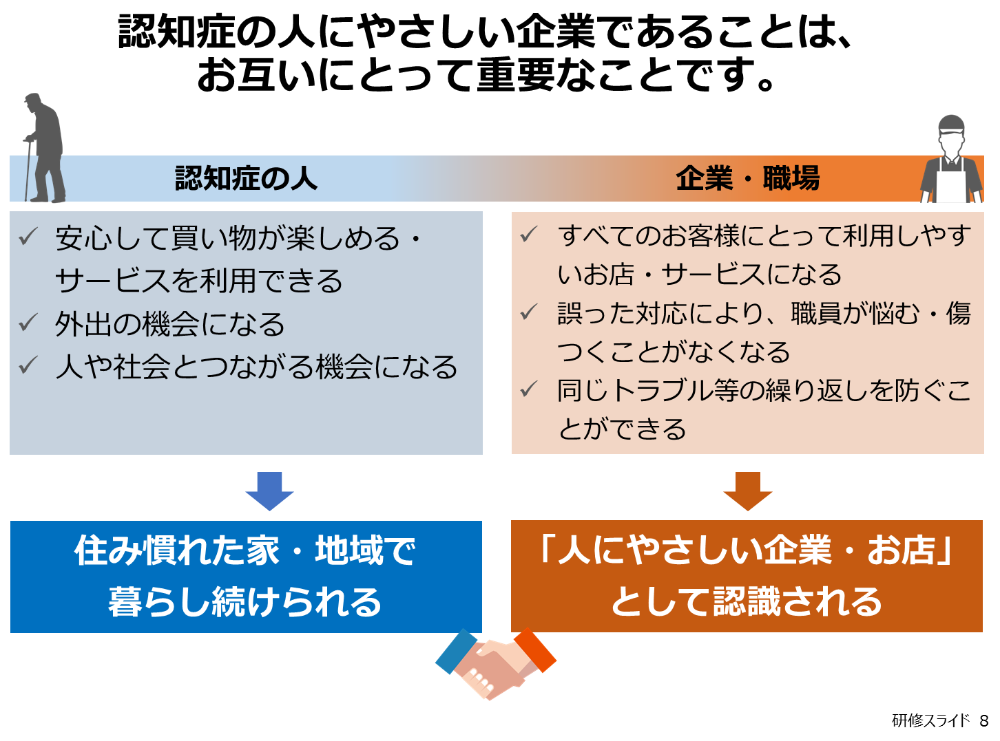 認知症の人にやさしい企業であることは、
お互いにとって重要なことです。
認知症の人
企業・職場
✓ 安心して買い物が楽しめる・
サービスを利用できる
✓ 外出の機会になる
✓ 人や社会とつながる機会になる
✓ すべてのお客様にとって利用しやす
いお店・サービスになる
✓ 誤った対応により、職員が悩む・傷
つくことがなくなる
✓ 同じトラブル等の繰り返しを防ぐこ
とができる
住み慣れた家・地域で
暮らし続けられる
「人にやさしい企業・お店」
として認識される
研修スライド 8